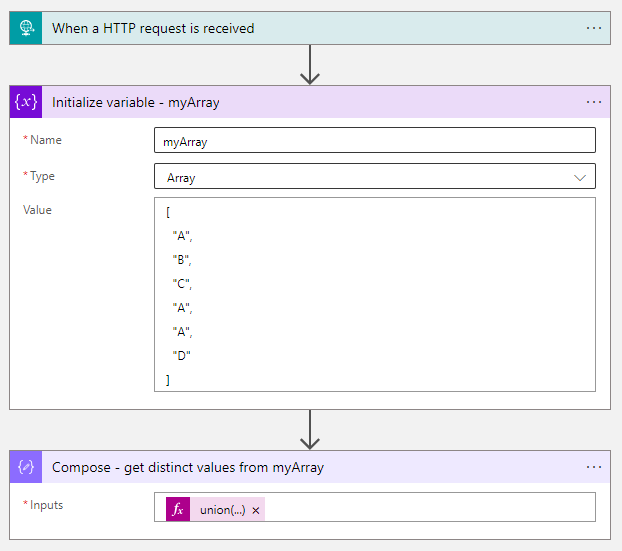 When a HTTP request is received ...
{x} Initialize variable - myArray ...
* Name myArray
* Type Array
Value [
"A",
"B",
"C",
"A",
"A",
"D"
]
Compose - get distinct values from myArray ...
* Inputs fx union(...) ×